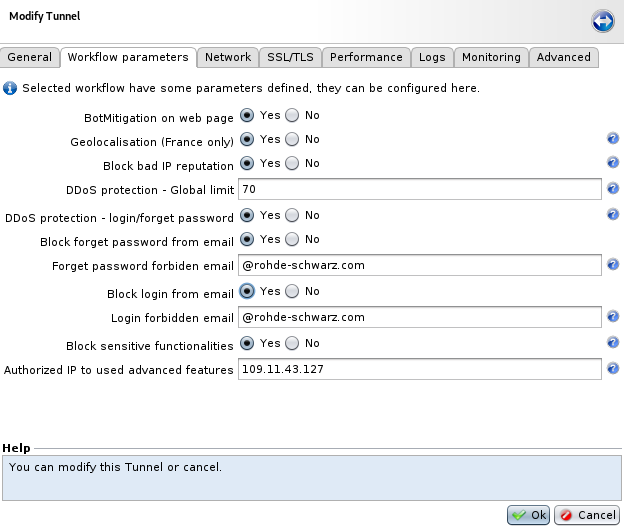 Modify Tunnel
General Workflow parameters Network SSL/TLS Performance Logs Monitoring Advanced
Selected workflow have some parameters defined, they can be configured here.
BotMitigation on web page Yes No
Geolocalisation (France only) Yes No
Block bad IP reputation Yes No
DDoS protection - Global limit 70
DDoS protection - login/forget password Yes No
Block forget password from email Yes No
Forget password forbiden email @rohde-schwarz.com
Block login from email Yes No
Login forbidden email @rohde-schwarz.com
Block sensitive functionalities Yes No
Authorized IP to used advanced features 109.11.43.127
Help
You can modify this Tunnel or cancel.
Ok Cancel